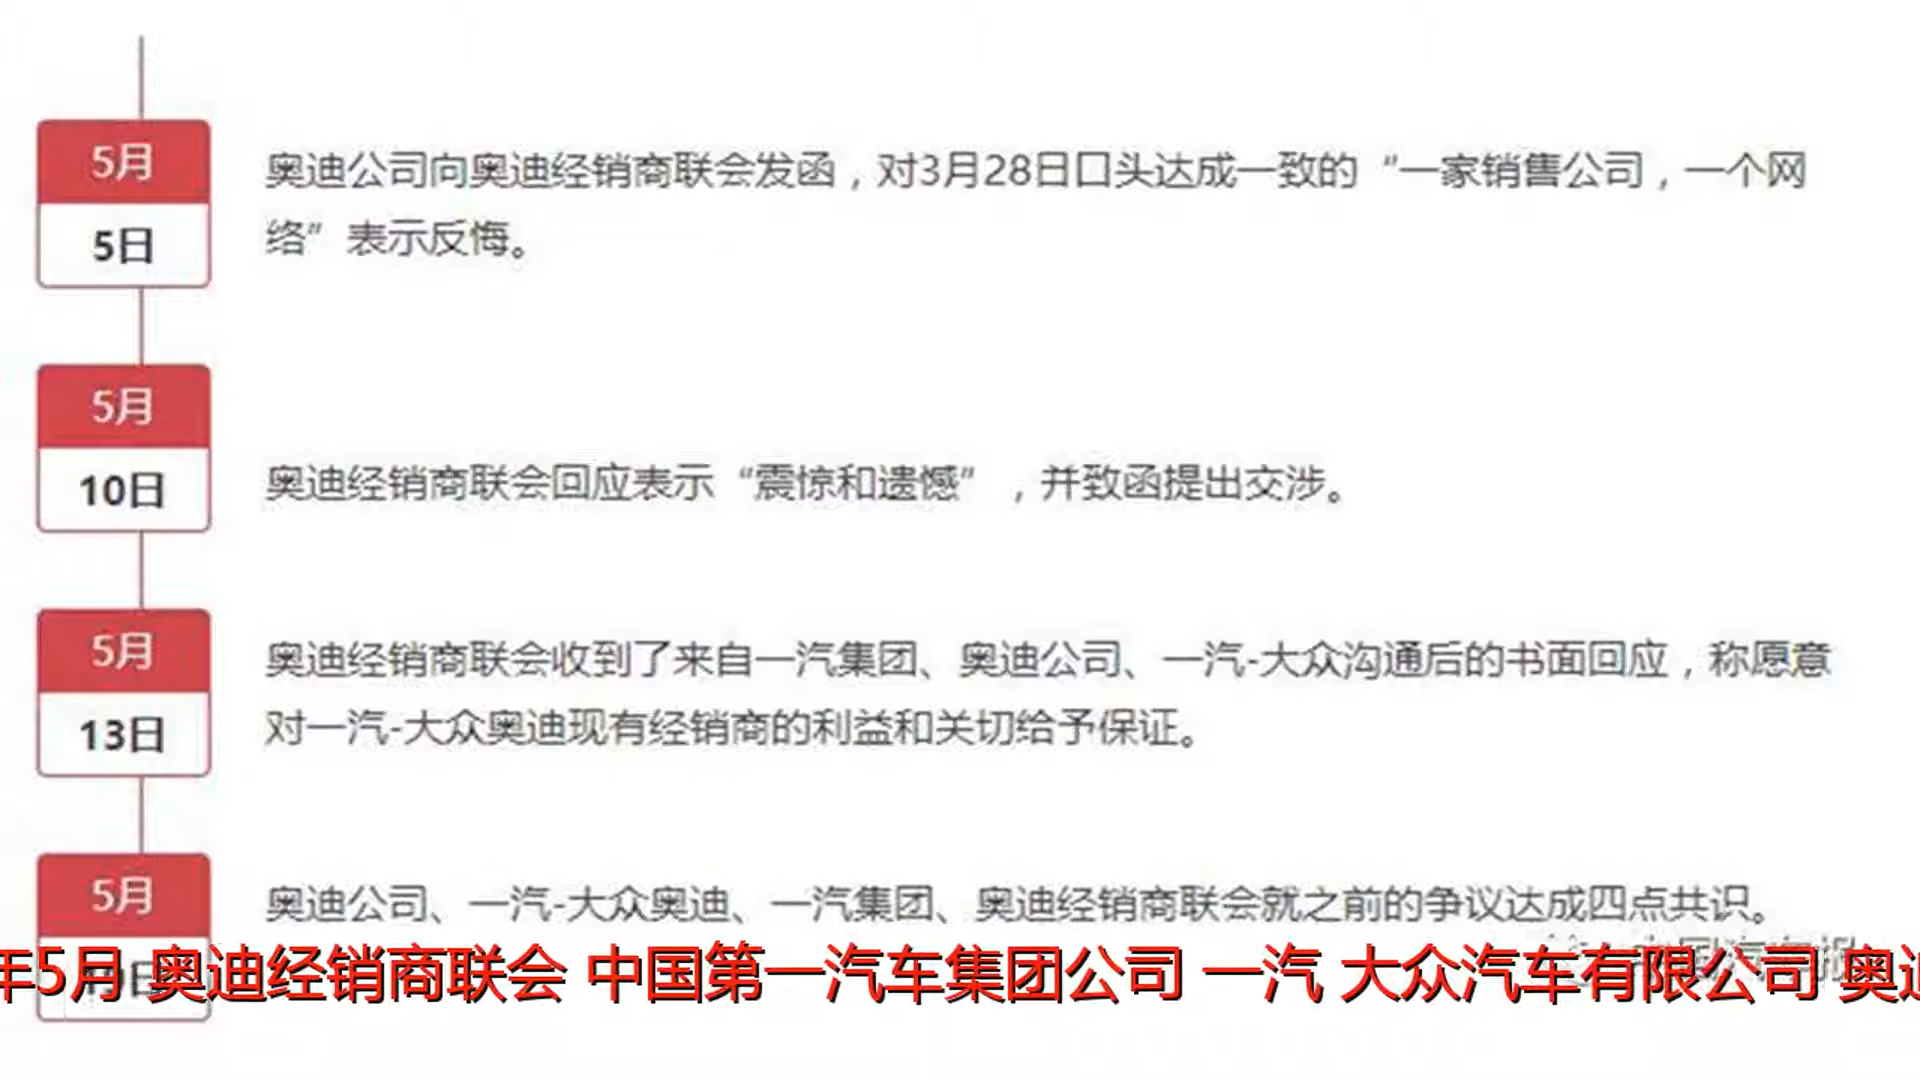 5月
5日
奥迪公司向奥迪经销商联会发函，对3月28日口头达成一致的“一家销售公司，一个网
络”表示反悔。
5月
10日
奥迪经销商联会回应表示“震惊和遗憾”，并致函提出交涉。
5月
13日
奥迪经销商联会收到了来自一汽集团、奥迪公司、一汽-大众沟通后的书面回应，称愿意
对一汽-大众奥迪现有经销商的利益和关切给予保证。
5月
奥迪公司、一汽-大众奥迪、一汽集团、奥迪经销商联会就之前的争议达成四点共识。
年5月 奥迪经销商联会 中国第一汽车集团公司 一汽 大众汽车有限公司 奥迪